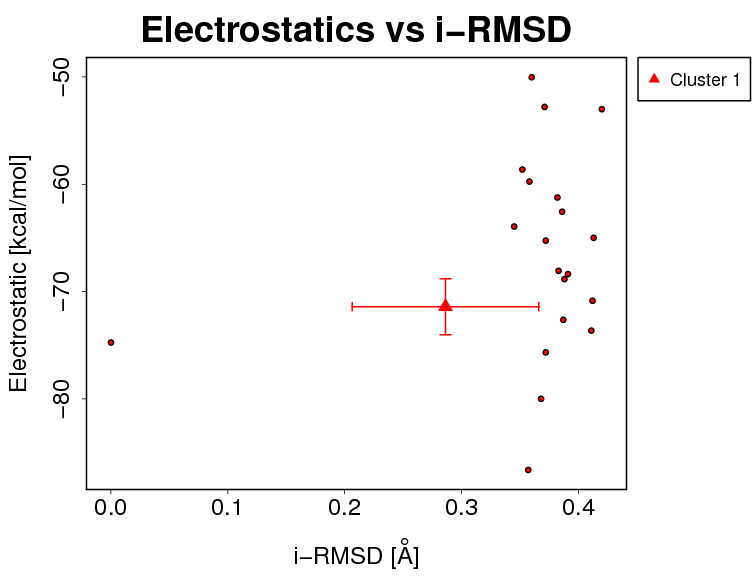 Electrostatics vs i−RMSD
Cluster 1
Electrostatic [kcal/mol]
−50
−60
−70
−80
0.0 0.1 0.2 0.3 0.4
i−RMSD [Å]